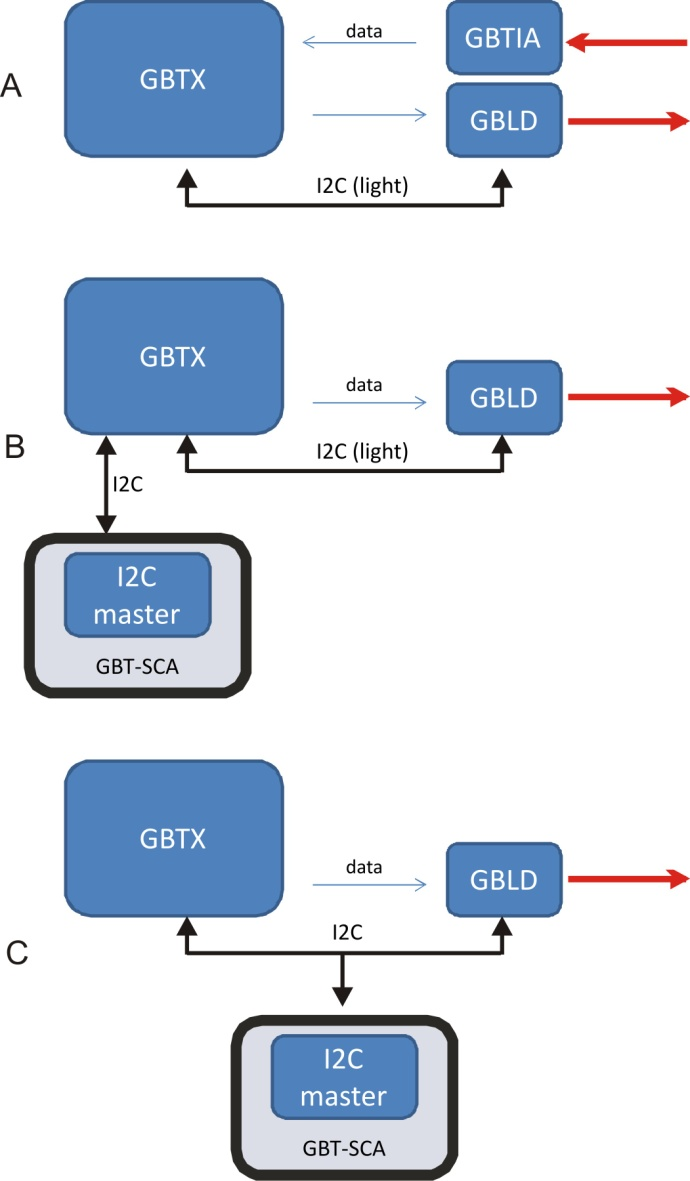 A
GBTX
data
GBTIA
GBLD
I2C (light)
B
GBTX
data
GBLD
I2C (light)
I2C
I2C
master
GBT-SCA
C
GBTX
data
GBLD
I2C
I2C
master
GBT-SCA